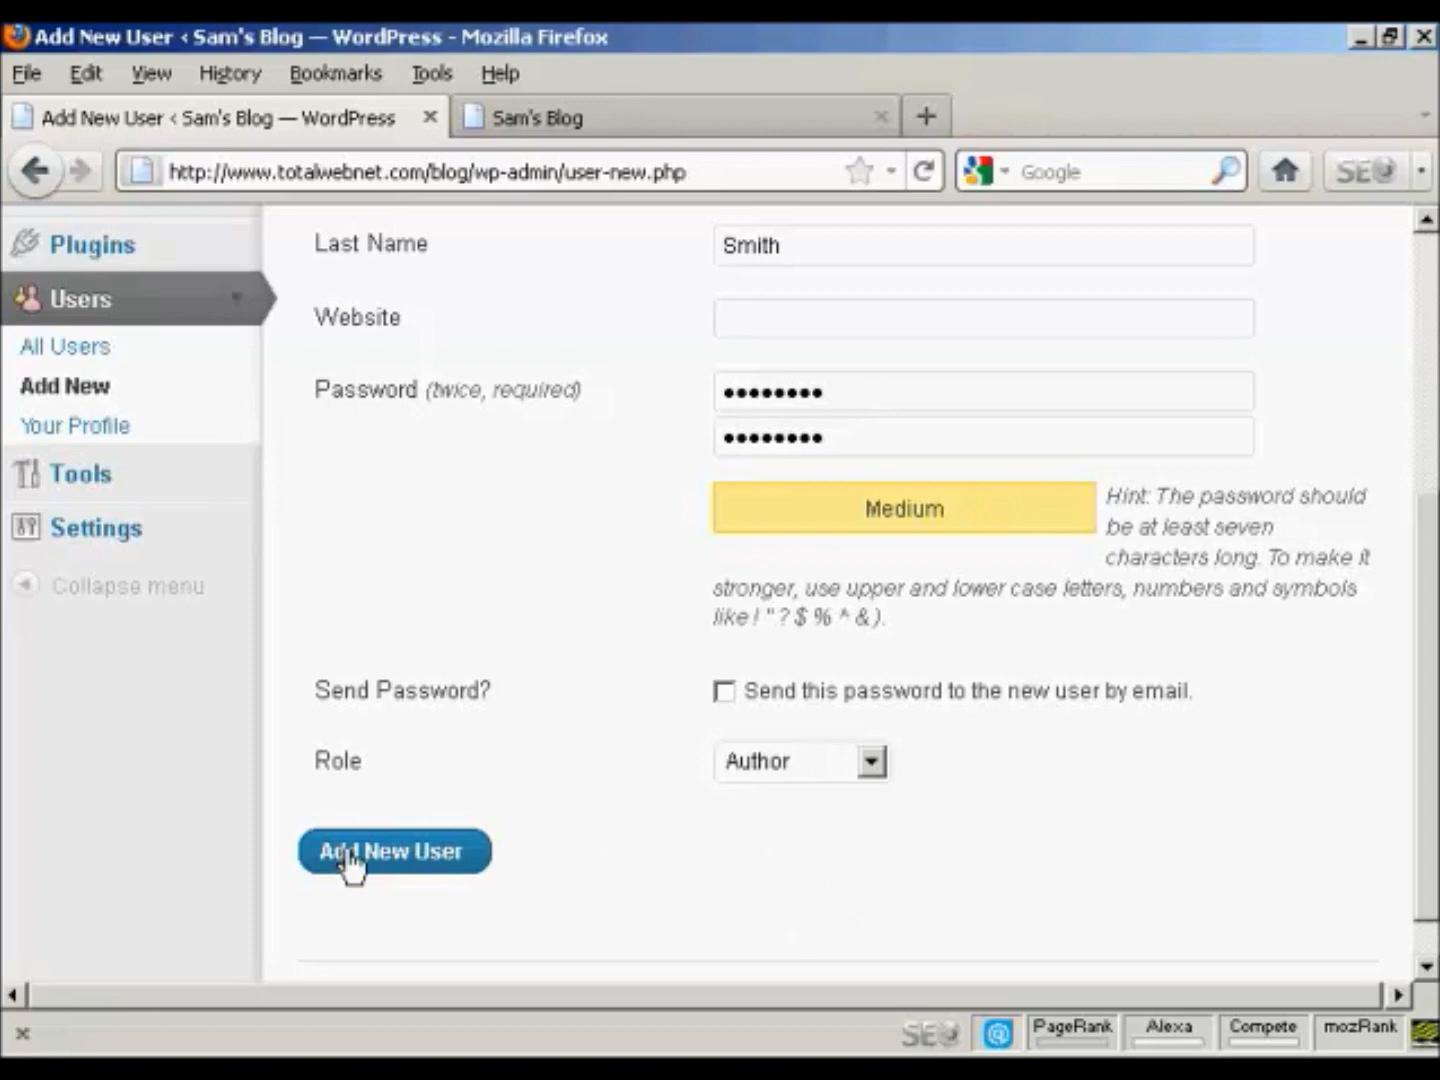 Add New User ‹ Sam's Blog — WordPress - Mozilla Firefox
File Edit View History Bookmarks Tools Help
Add New User ‹ Sam's Blog — WordPress
Sam's Blog
http://www.totalwebnet.com/blog/wp-admin/user-new.php
Google
SEO
Plugins
Users
All Users
Add New
Your Profile
Tools
Settings
Collapse menu
Last Name
Smith
Website
Password (twice, required)
••••••••
••••••••
Medium
Hint: The password should
be at least seven
characters long. To make it
stronger, use upper and lower case letters, numbers and symbols
like ! " ? $ % ^ & ).
Send Password?
Send this password to the new user by email.
Role
Author
Add New User
SEO
PageRank
Alexa
Compete
mozRank